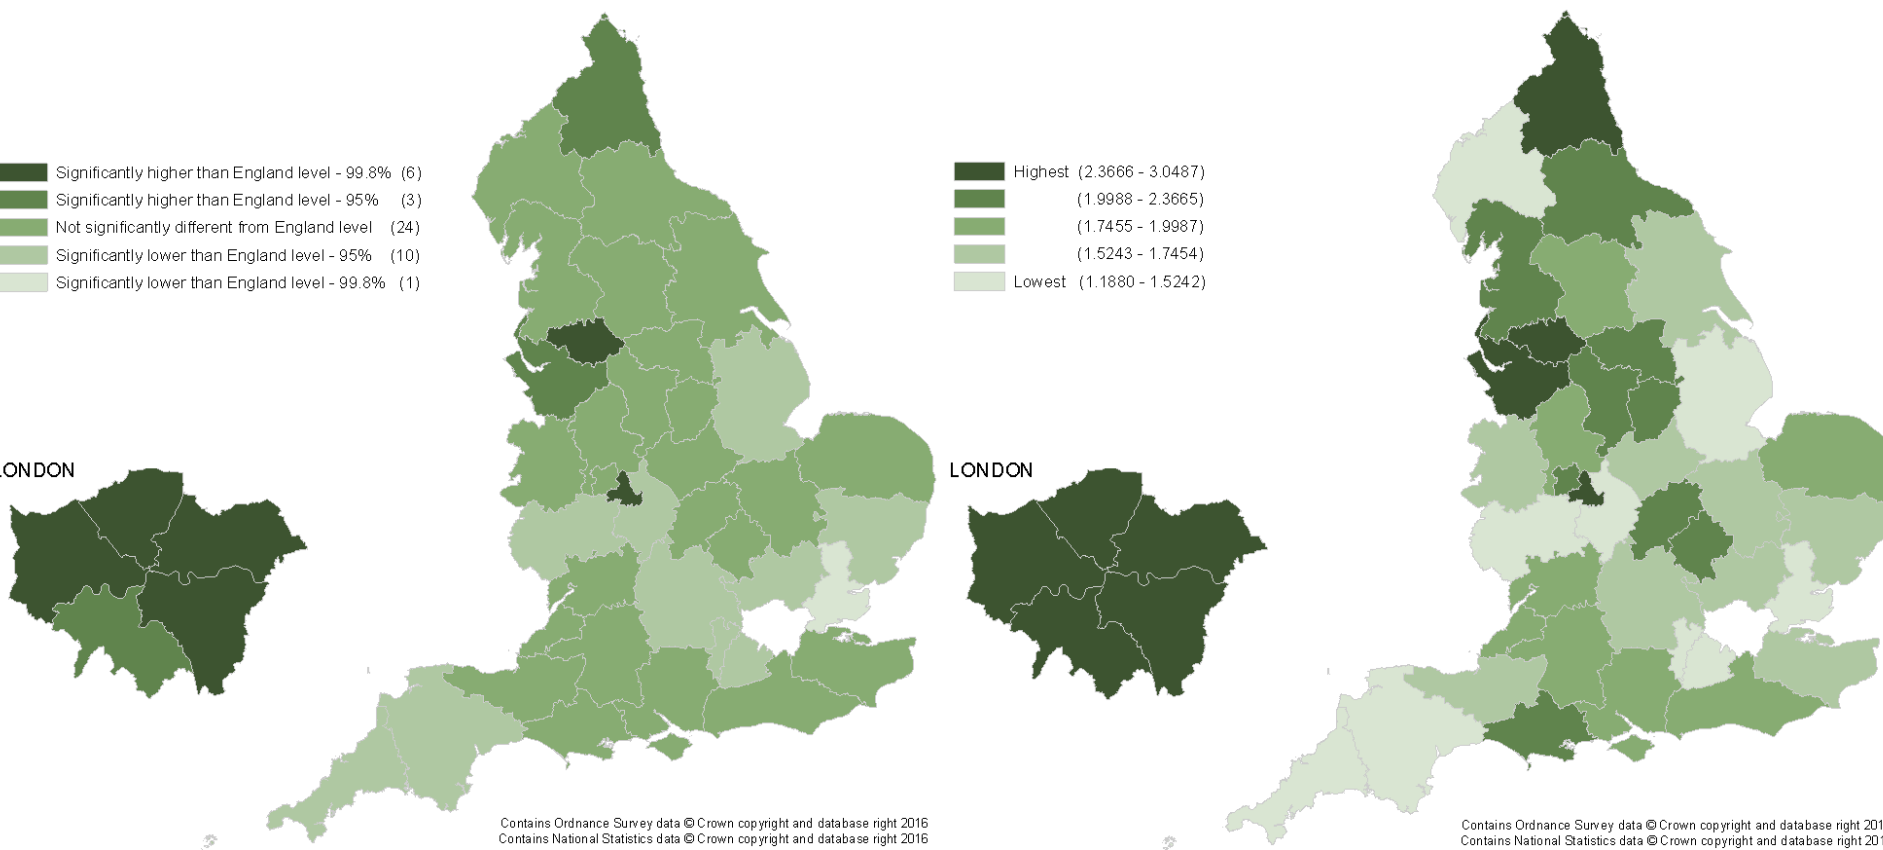 Significantly higher than England level - 99.8% (6)
Significantly higher than England level - 95% (3)
Not significantly different from England level (24)
Significantly lower than England level - 95% (10)
Significantly lower than England level - 99.8% (1)
LONDON
Contains Ordnance Survey data © Crown copyright and database right 2016
Contains National Statistics data © Crown copyright and database right 2016
Highest (2.3666 - 3.0487)
(1.9988 - 2.3665)
(1.7455 - 1.9987)
(1.5243 - 1.7454)
Lowest (1.1880 - 1.5242)
LONDON
Contains Ordnance Survey data © Crown copyright and database right 201
Contains National Statistics data © Crown copyright and database right 201